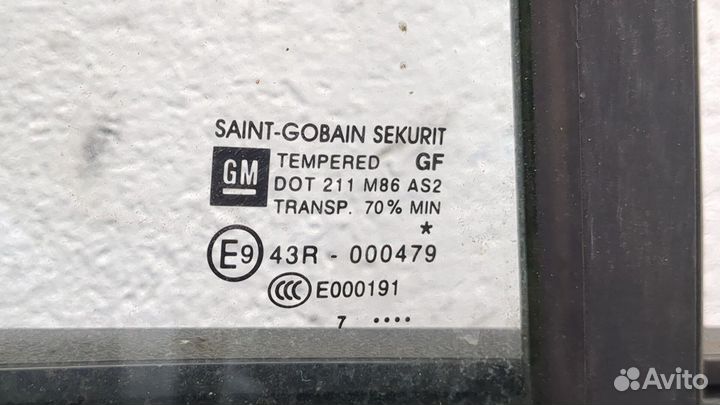 SAINT-GOBAIN SEKURIT
GM TEMPERED GF
DOT 211 M86 AS2
TRANSP. 70% MIN
*
E9 43R - 000479
CCC E000191
7 ····
Avito